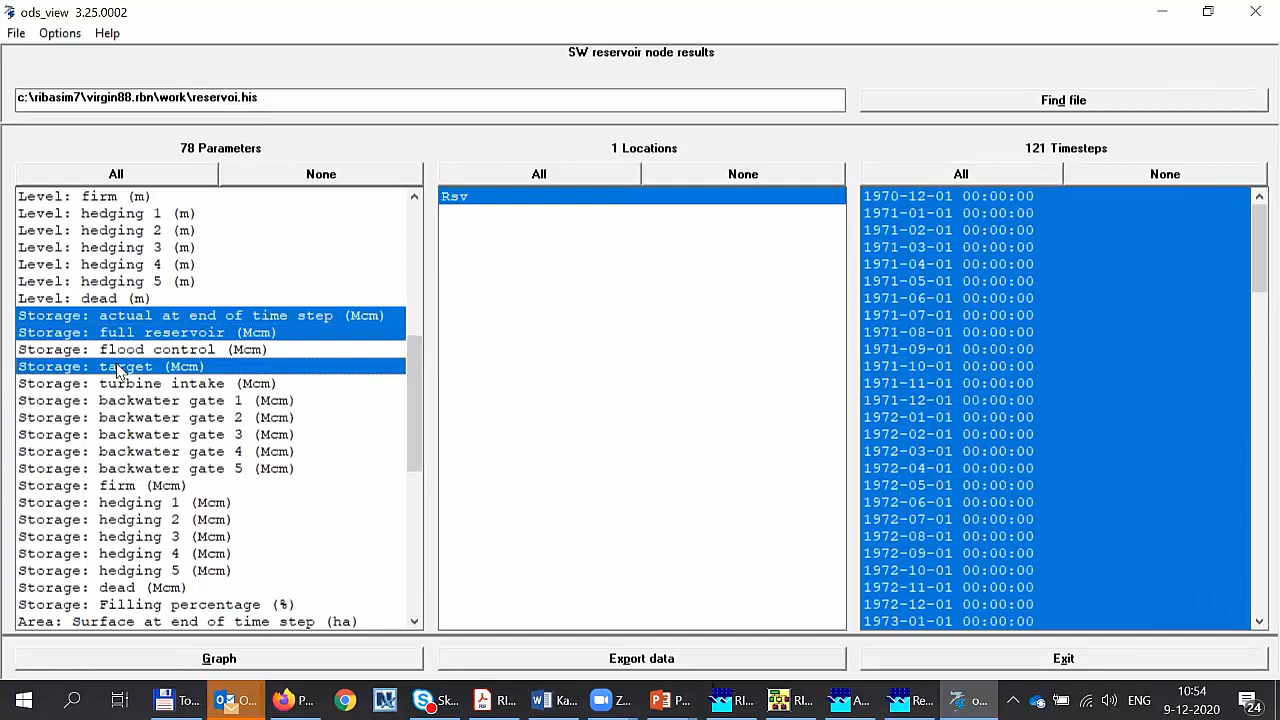 ods_view 3.25.0002
File Options Help
SW reservoir node results
c:\ribasim7\virgin88.rbn\work\reservoi.his
Find file
78 Parameters
All None
Level: firm (m)
Level: hedging 1 (m)
Level: hedging 2 (m)
Level: hedging 3 (m)
Level: hedging 4 (m)
Level: hedging 5 (m)
Level: dead (m)
Storage: actual at end of time step (Mcm)
Storage: full reservoir (Mcm)
Storage: flood control (Mcm)
Storage: target (Mcm)
Storage: turbine intake (Mcm)
Storage: backwater gate 1 (Mcm)
Storage: backwater gate 2 (Mcm)
Storage: backwater gate 3 (Mcm)
Storage: backwater gate 4 (Mcm)
Storage: backwater gate 5 (Mcm)
Storage: firm (Mcm)
Storage: hedging 1 (Mcm)
Storage: hedging 2 (Mcm)
Storage: hedging 3 (Mcm)
Storage: hedging 4 (Mcm)
Storage: hedging 5 (Mcm)
Storage: dead (Mcm)
Storage: Filling percentage (%)
Area: Surface at end of time step (ha)
1 Locations
All None
Rsv
121 Timesteps
All None
1970-12-01 00:00:00
1971-01-01 00:00:00
1971-02-01 00:00:00
1971-03-01 00:00:00
1971-04-01 00:00:00
1971-05-01 00:00:00
1971-06-01 00:00:00
1971-07-01 00:00:00
1971-08-01 00:00:00
1971-09-01 00:00:00
1971-10-01 00:00:00
1971-11-01 00:00:00
1971-12-01 00:00:00
1972-01-01 00:00:00
1972-02-01 00:00:00
1972-03-01 00:00:00
1972-04-01 00:00:00
1972-05-01 00:00:00
1972-06-01 00:00:00
1972-07-01 00:00:00
1972-08-01 00:00:00
1972-09-01 00:00:00
1972-10-01 00:00:00
1972-11-01 00:00:00
1972-12-01 00:00:00
1973-01-01 00:00:00
Graph
Export data
Exit
To... O... P... Sk... RI... Ka... Z... P... RI... RI... A... Re... o... ENG
10:54
9-12-2020
24